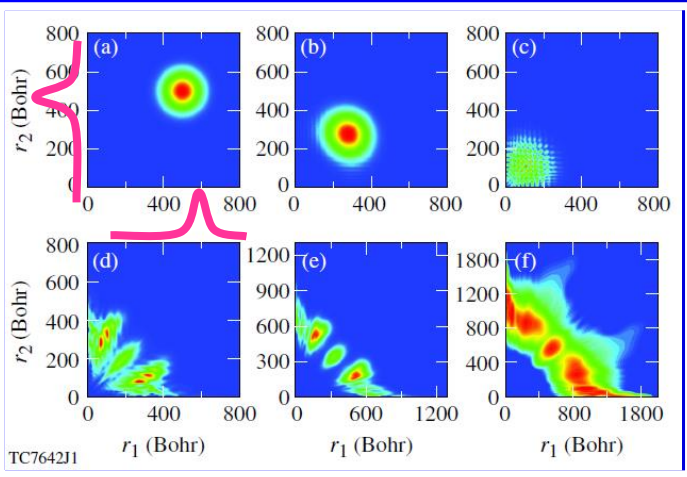 (a) (b) (c)
r2 (Bohr)
800 800 800
600 600 600
400 400 400
200 200 200
0 0 0
0 400 800 0 400 800 0 400 800
(d) (e) (f)
r2 (Bohr)
800 1200 1800
600 900 1200
400 600 800
200 300 400
0 0 0
0 400 800 0 600 1200 0 800 1800
r1 (Bohr) r1 (Bohr) r1 (Bohr)
TC7642J1